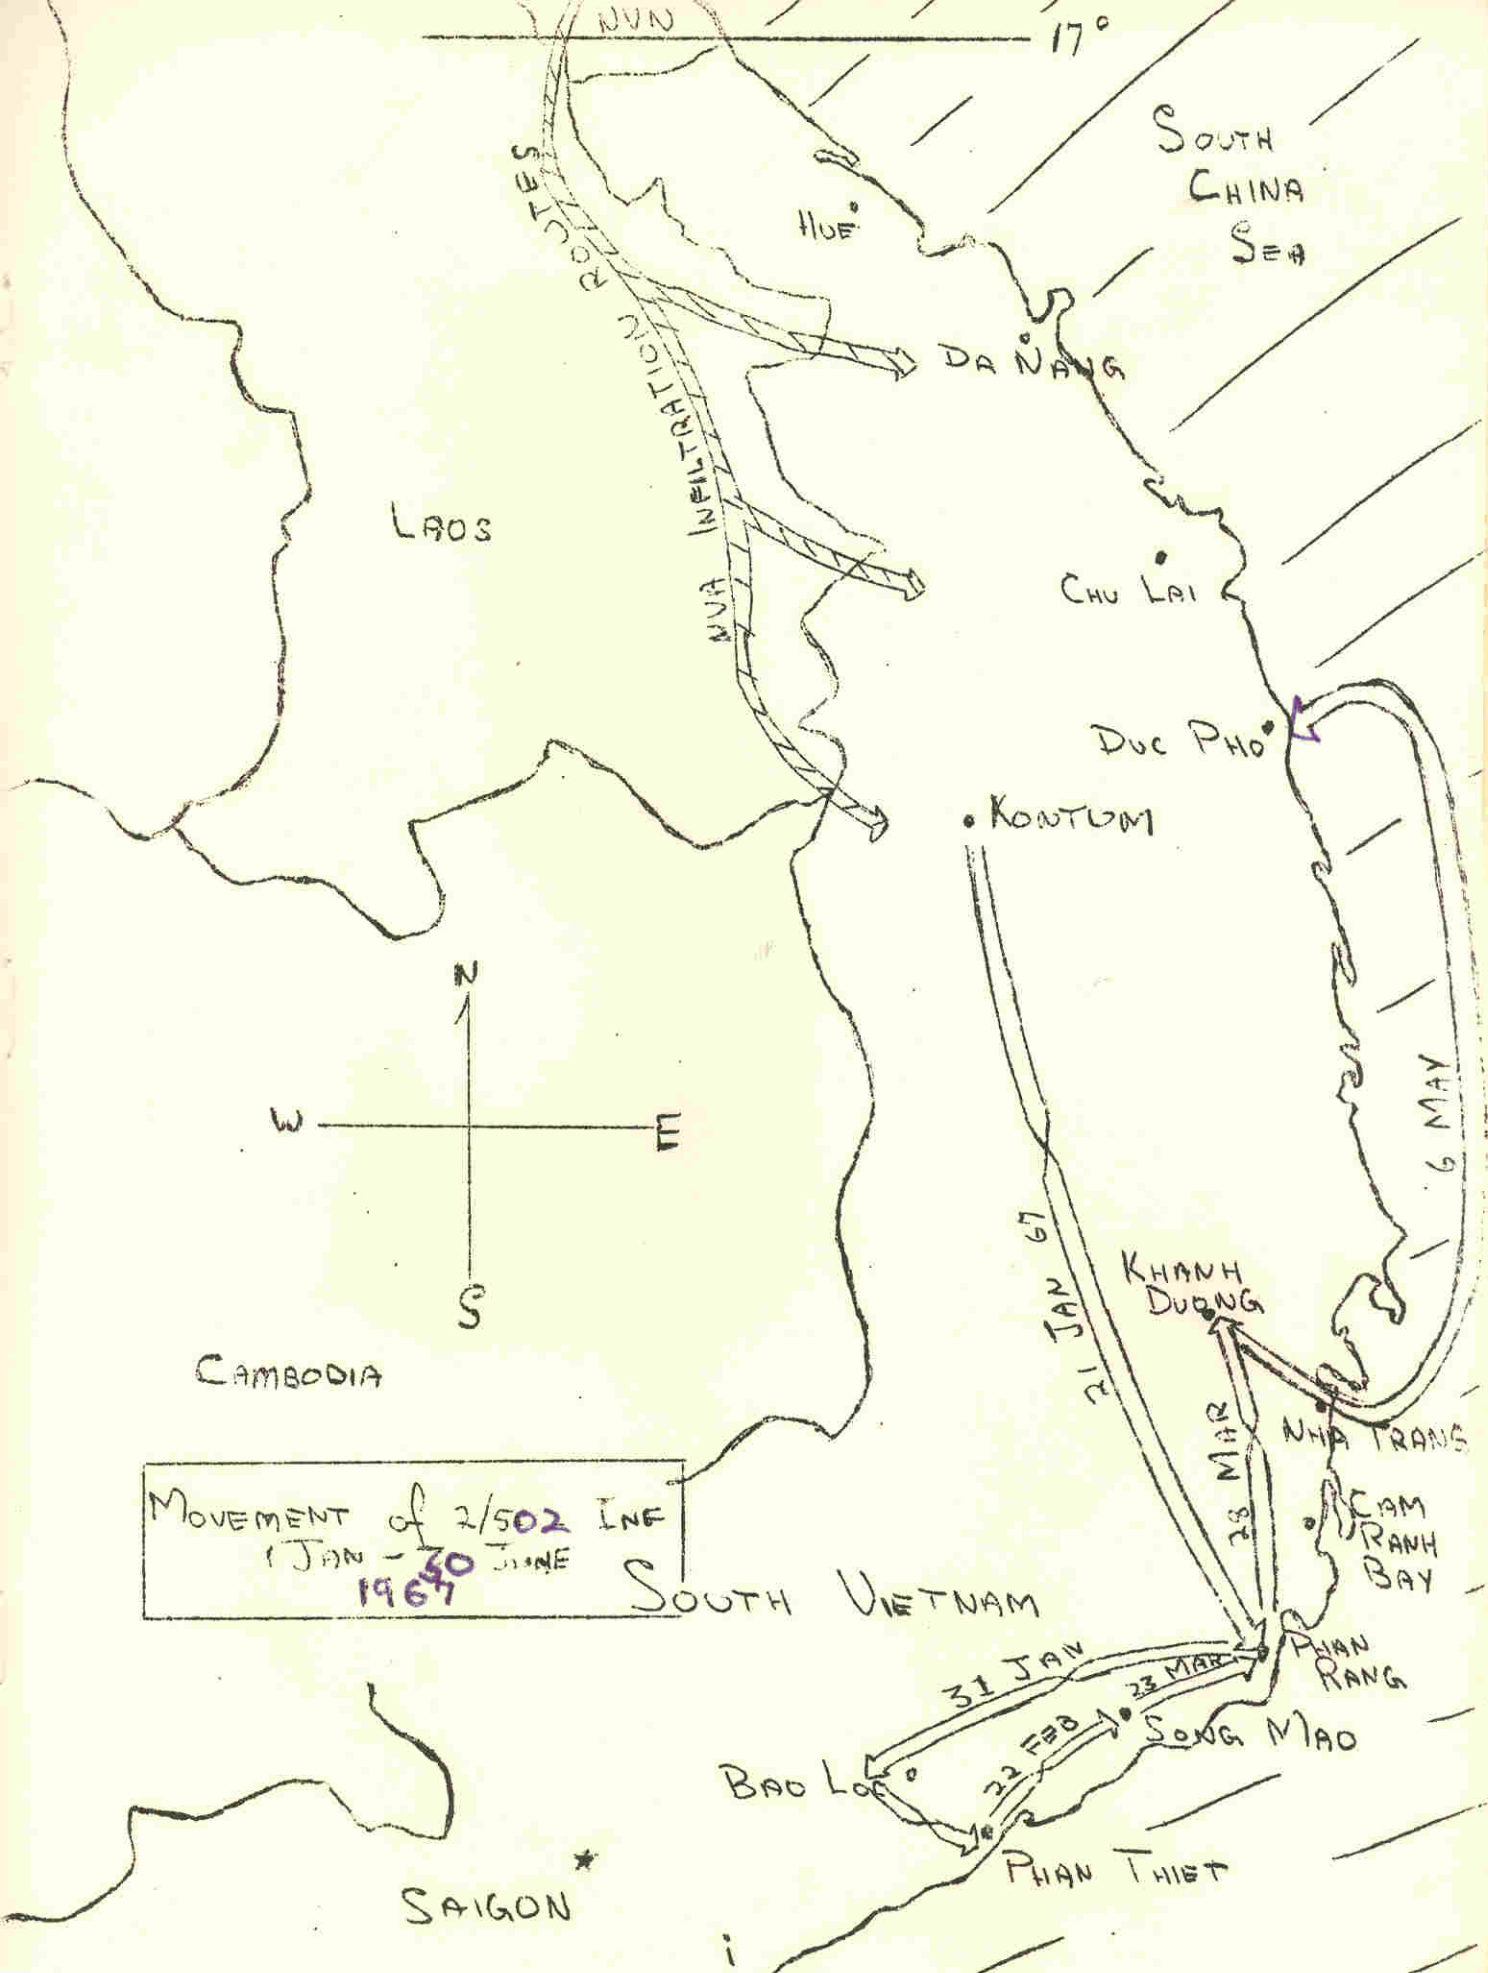 NVN
17°
SOUTH
CHINA
SEA
HUE
NVA INFILTRATION ROUTES
DA NANG
LAOS
CHU LAI
DUC PHO
KONTUM
N
W
E
S
6 MAY
21 JAN 67
KHANH
DUONG
CAMBODIA
28 MAR
NHA TRANG
CAM
RANH
BAY
MOVEMENT of 2/502 INF
1 JAN - 30 JUNE
1967
SOUTH VIETNAM
PHAN
RANG
31 JAN
23 MAR
22 FEB
SONG MAO
BAO LOC
PHAN THIET
SAIGON
i